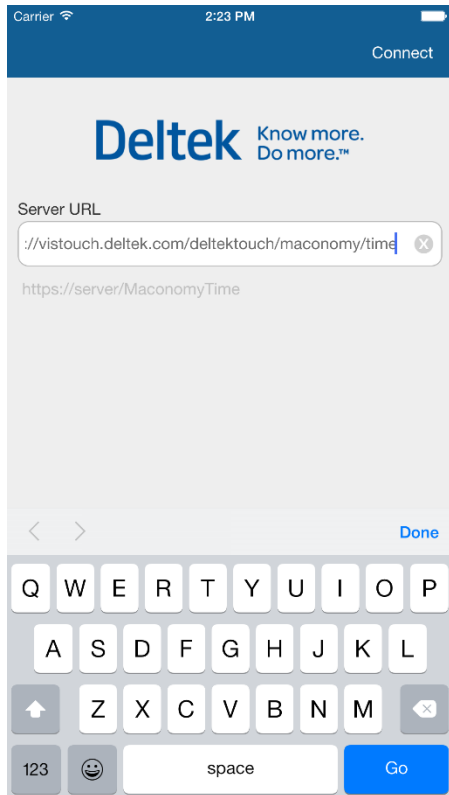 Carrier 2:23 PM
Connect
Deltek Know more.
Do more.™
Server URL
://vistouch.deltek.com/deltektouch/maconomy/time
https://server/MaconomyTime
Done
Q W E R T Y U I O P
A S D F G H J K L
Z X C V B N M
123 space Go